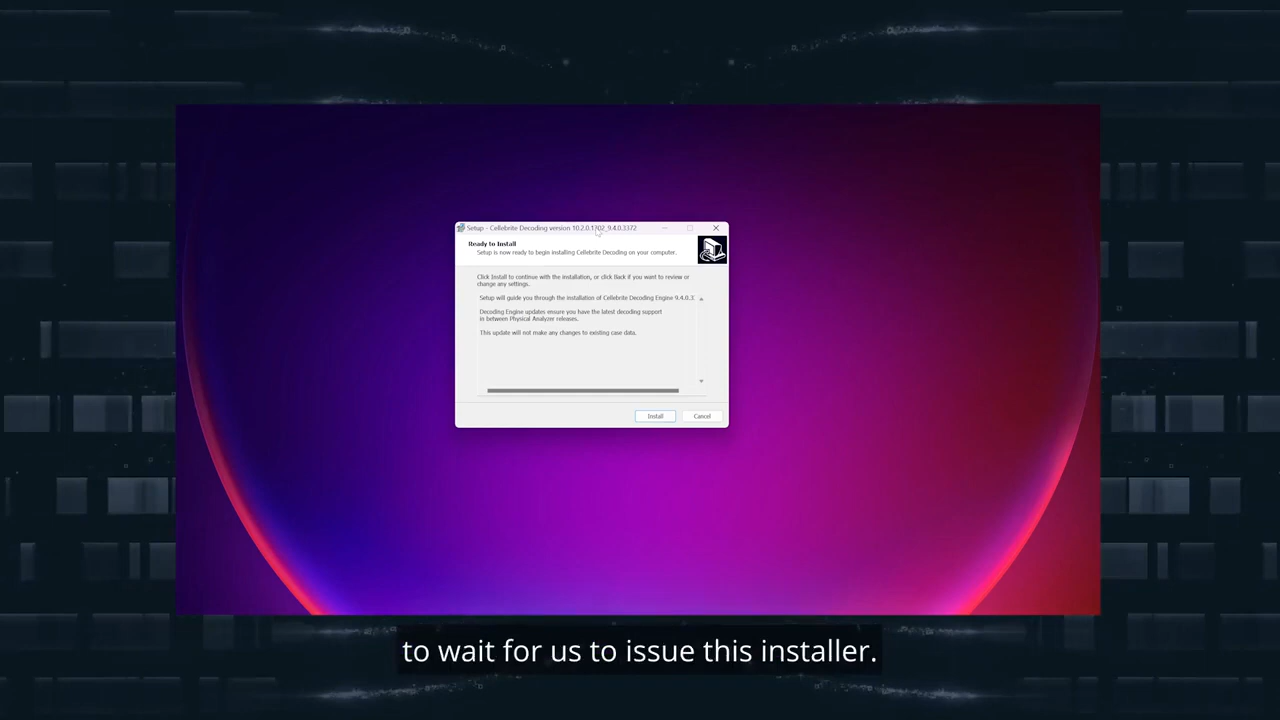 Setup - Cellebrite Decoding version 10.2.0.1702_9.4.0.3372
Ready to Install
Setup is now ready to begin installing Cellebrite Decoding on your computer.
Click Install to continue with the installation, or click Back if you want to review or
change any settings.
Setup will guide you through the installation of Cellebrite Decoding Engine 9.4.0.3
Decoding Engine updates ensure you have the latest decoding support
in between Physical Analyzer releases.
This update will not make any changes to existing case data.
Install
Cancel
to wait for us to issue this installer.